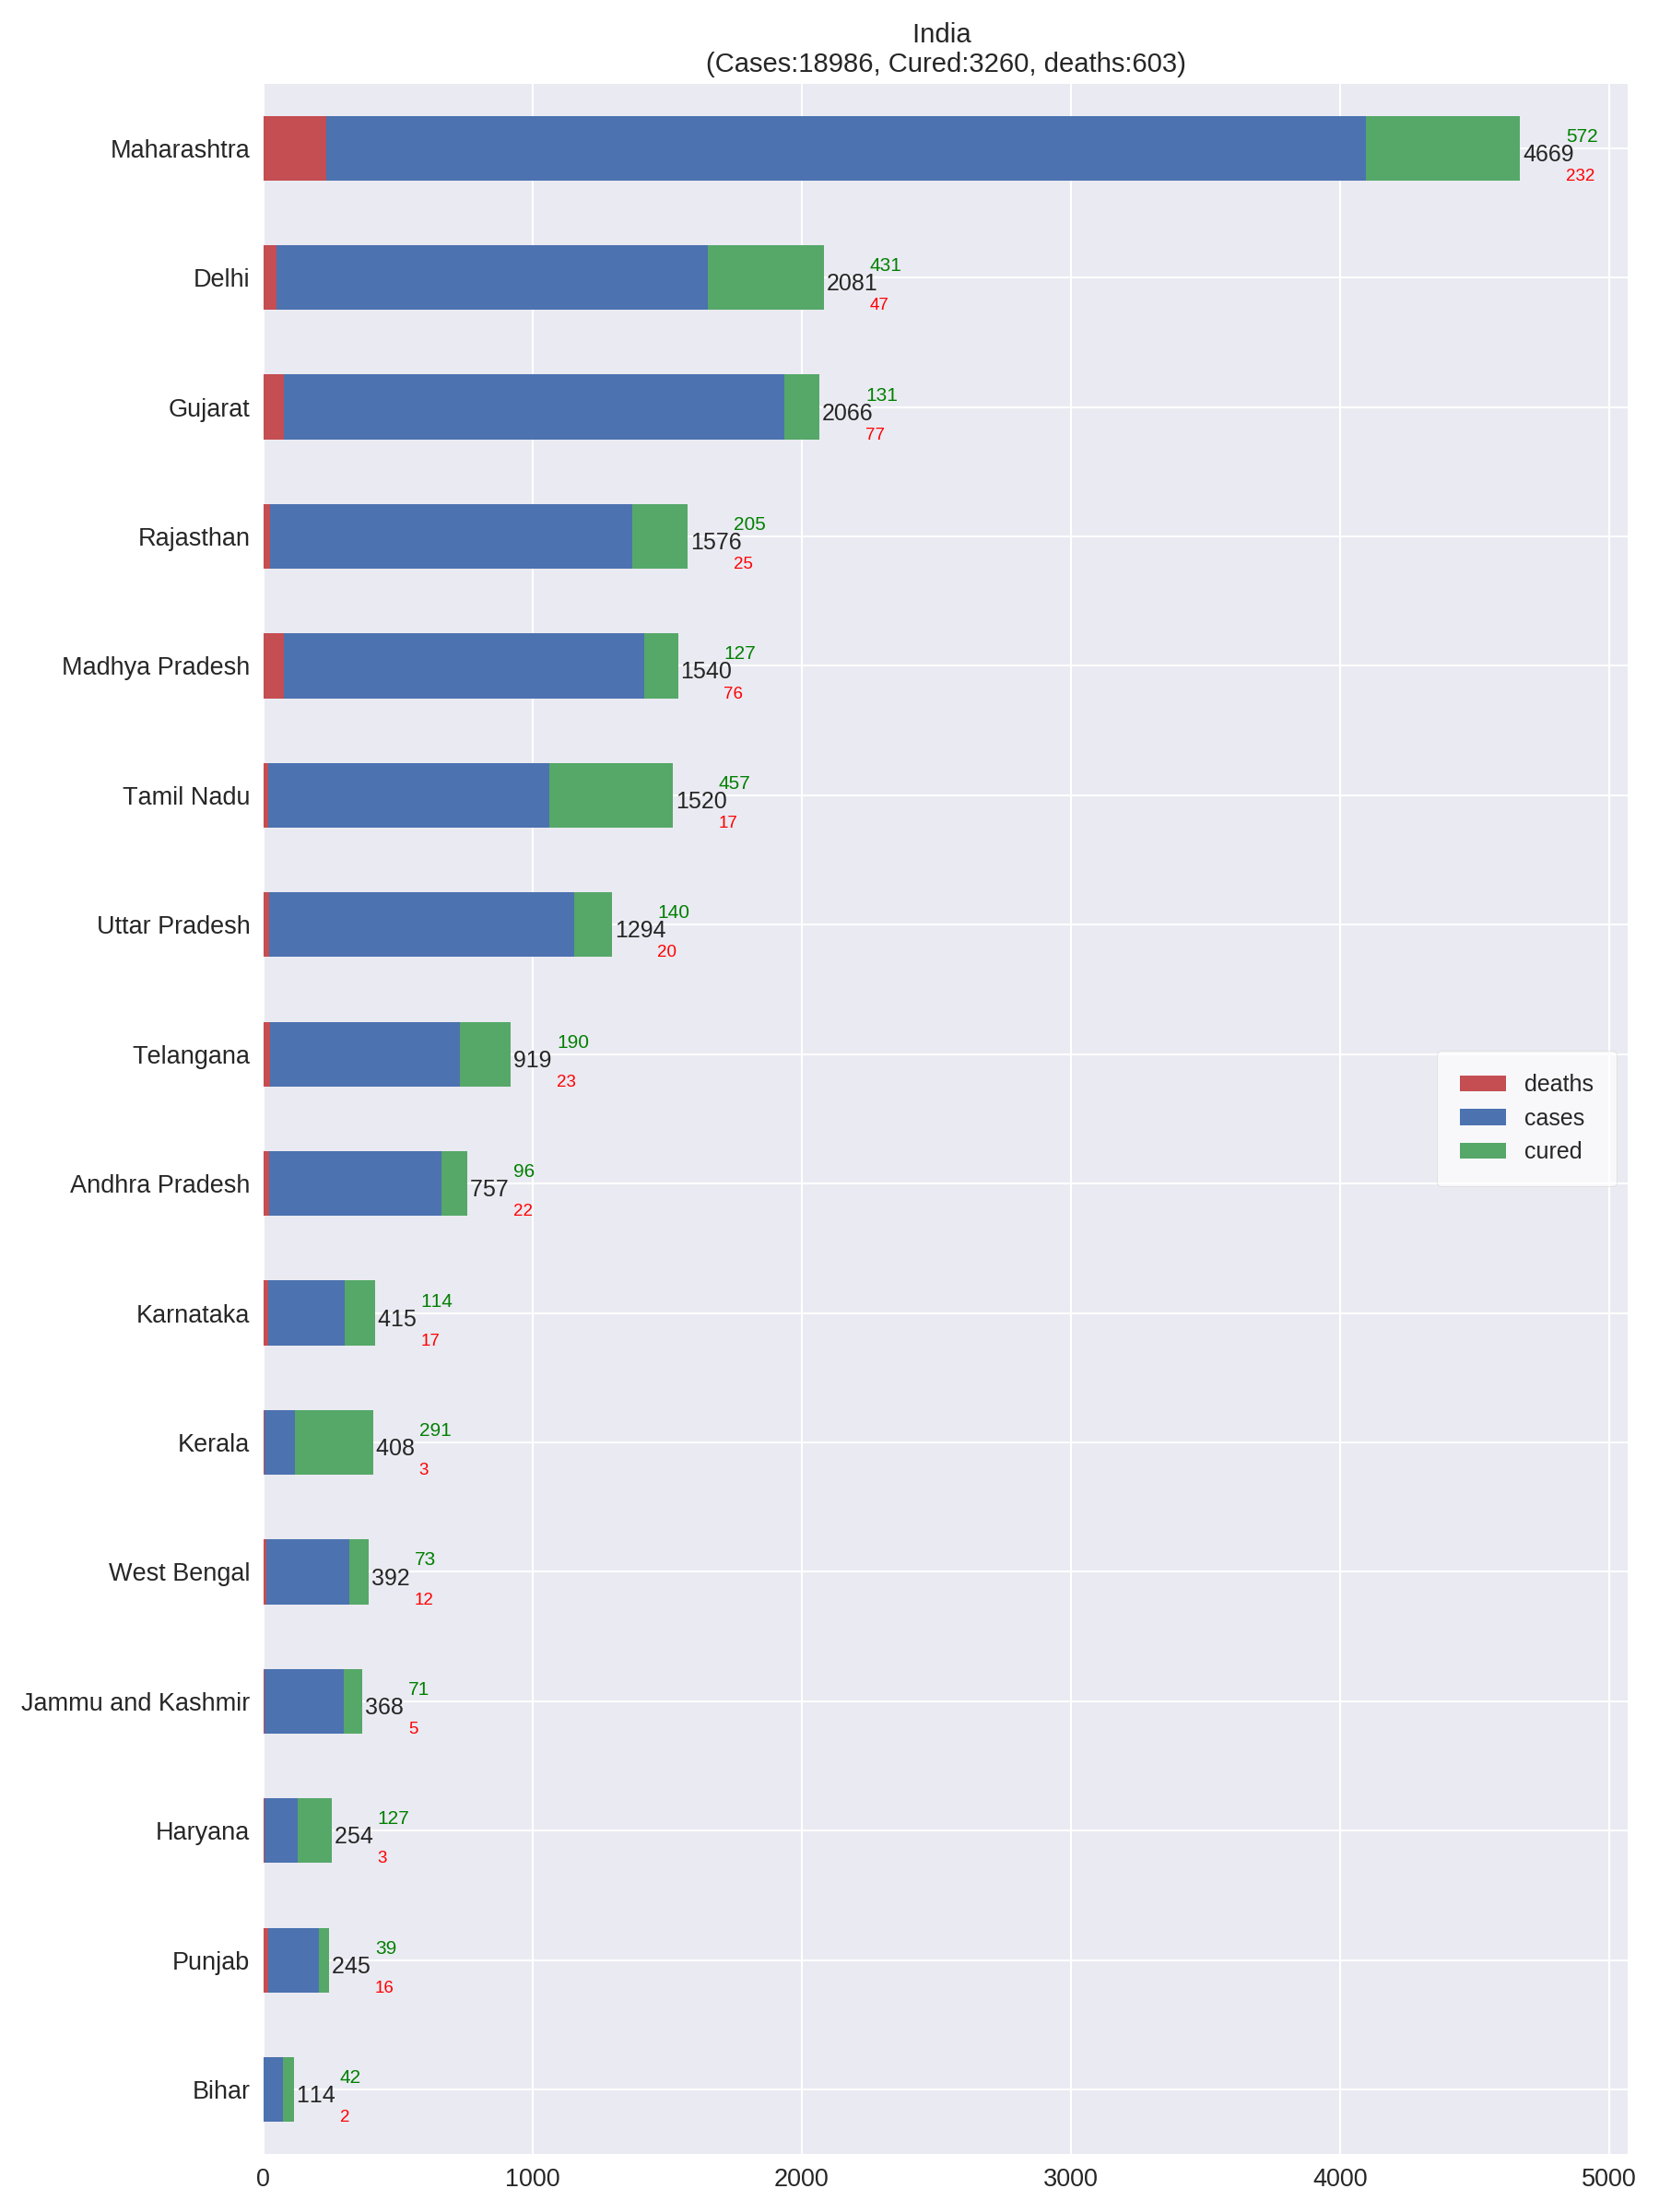 India
(Cases:18986, Cured:3260, deaths:603)
Maharashtra
4669
572
232
Delhi
2081
431
47
Gujarat
2066
131
77
Rajasthan
1576
205
25
Madhya Pradesh
1540
127
76
Tamil Nadu
1520
457
17
Uttar Pradesh
1294
140
20
Telangana
919
190
23
Andhra Pradesh
757
96
22
Karnataka
415
114
17
Kerala
408
291
3
West Bengal
392
73
12
Jammu and Kashmir
368
71
5
Haryana
254
127
3
Punjab
245
39
16
Bihar
114
42
2
deaths
cases
cured
0 1000 2000 3000 4000 5000